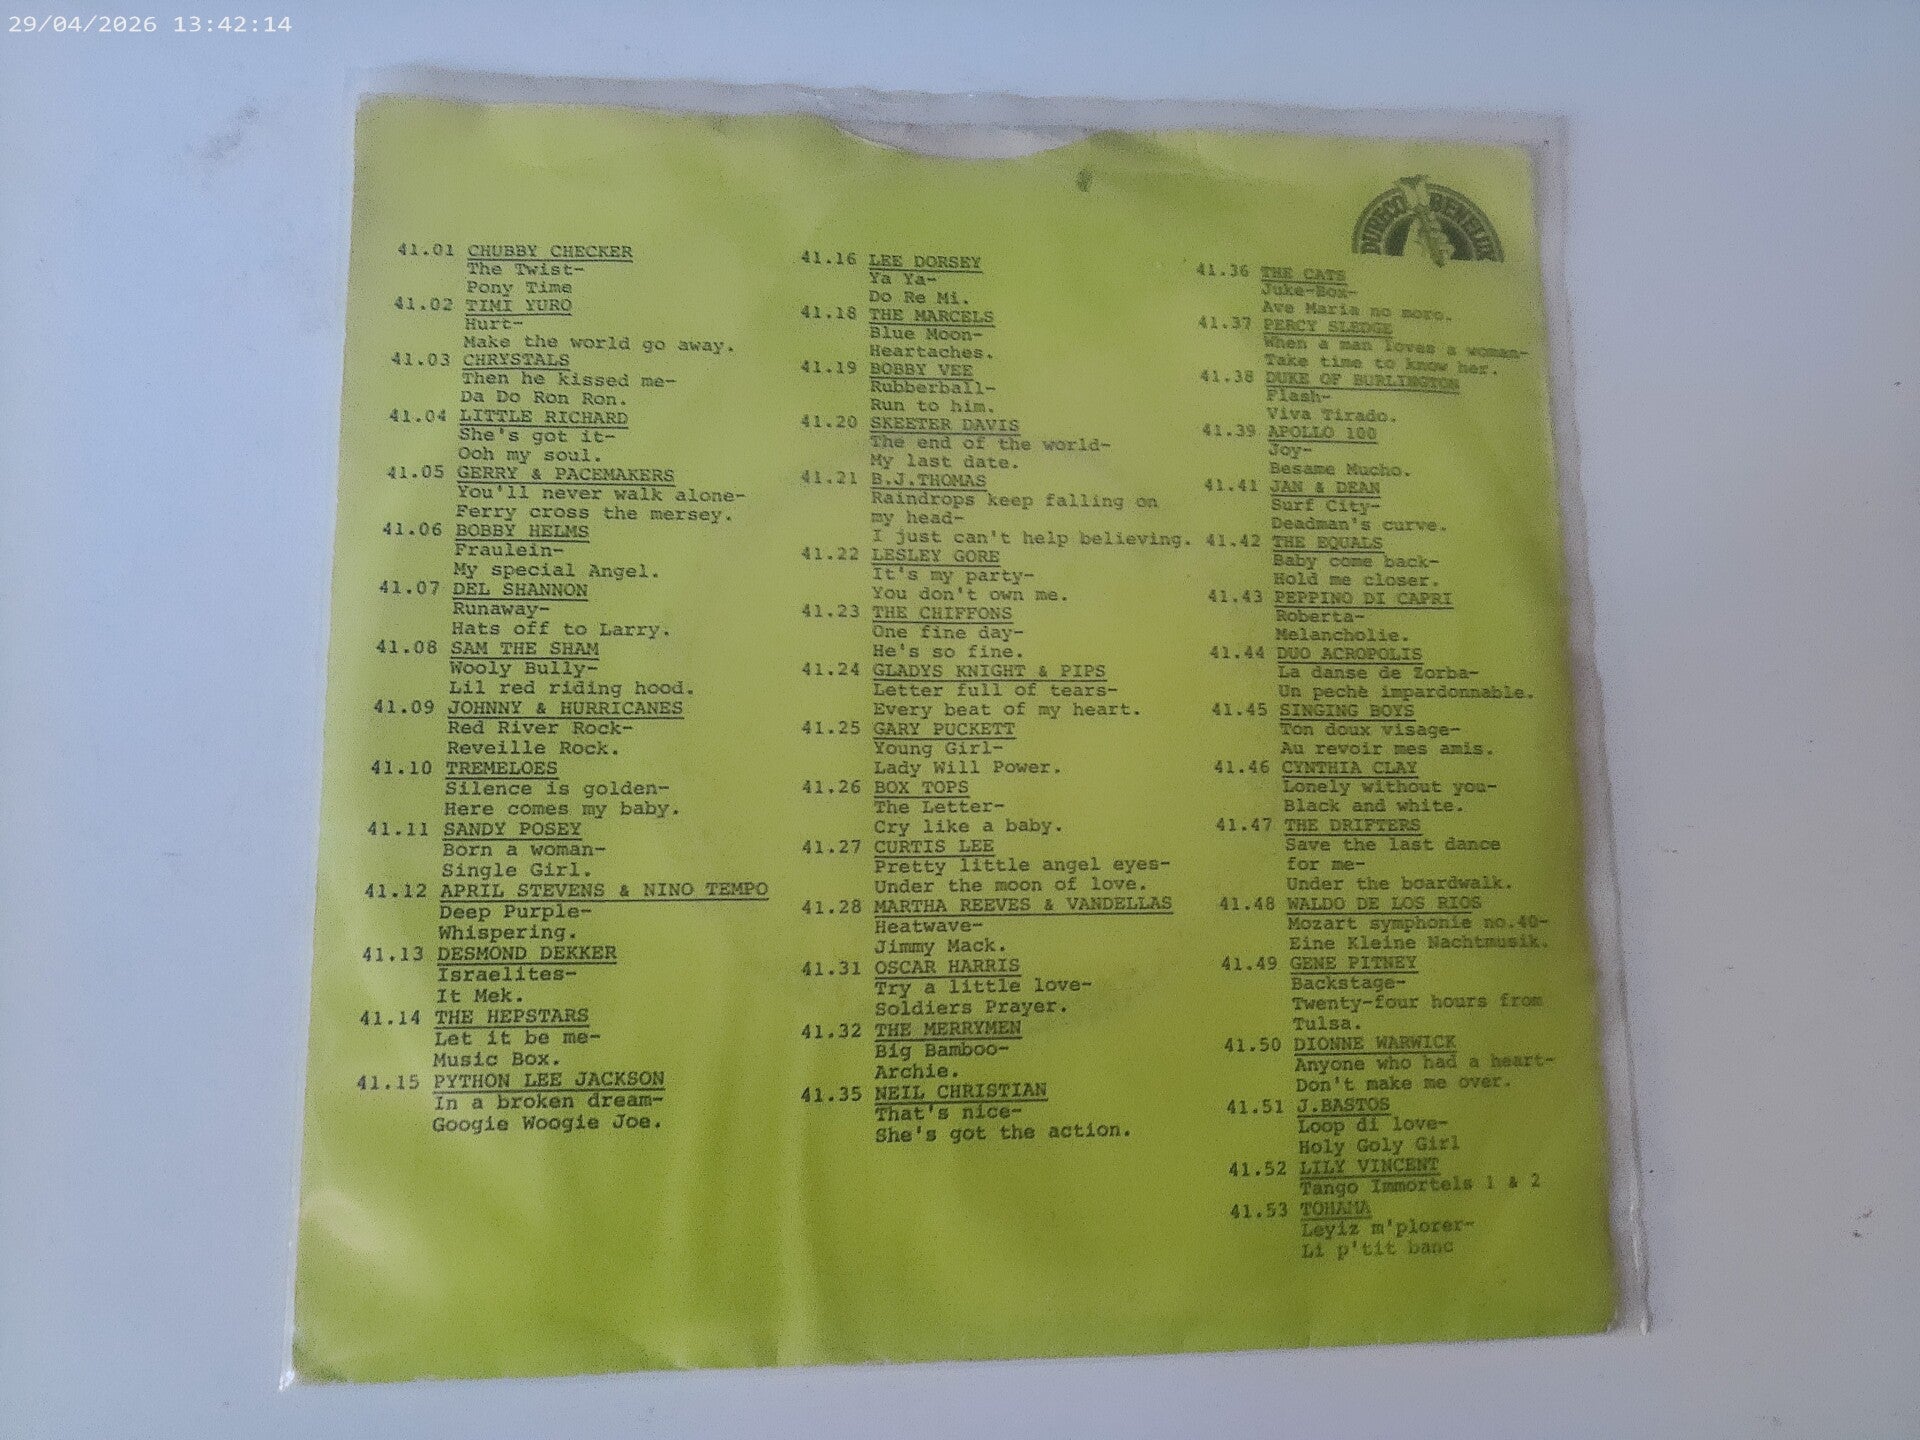 29/04/2026 13:42:14
DURECO BENELUX
41.01 CHUBBY CHECKER
The Twist-
Pony Time
41.02 TIMI YURO
Hurt-
Make the world go away.
41.03 CHRYSTALS
Then he kissed me-
Da Do Ron Ron.
41.04 LITTLE RICHARD
She's got it-
Ooh my soul.
41.05 GERRY & PACEMAKERS
You'll never walk alone-
Ferry cross the mersey.
41.06 BOBBY HELMS
Fraulein-
My special Angel.
41.07 DEL SHANNON
Runaway-
Hats off to Larry.
41.08 SAM THE SHAM
Wooly Bully-
Lil red riding hood.
41.09 JOHNNY & HURRICANES
Red River Rock-
Reveille Rock.
41.10 TREMELOES
Silence is golden-
Here comes my baby.
41.11 SANDY POSEY
Born a woman-
Single Girl.
41.12 APRIL STEVENS & NINO TEMPO
Deep Purple-
Whispering.
41.13 DESMOND DEKKER
Israelites-
It Mek.
41.14 THE HEPSTARS
Let it be me-
Music Box.
41.15 PYTHON LEE JACKSON
In a broken dream-
Googie Woogie Joe.
41.16 LEE DORSEY
Ya Ya-
Do Re Mi.
41.18 THE MARCELS
Blue Moon-
Heartaches.
41.19 BOBBY VEE
Rubberball-
Run to him.
41.20 SKEETER DAVIS
The end of the world-
My last date.
41.21 B.J.THOMAS
Raindrops keep falling on
my head-
I just can't help believing.
41.22 LESLEY GORE
It's my party-
You don't own me.
41.23 THE CHIFFONS
One fine day-
He's so fine.
41.24 GLADYS KNIGHT & PIPS
Letter full of tears-
Every beat of my heart.
41.25 GARY PUCKETT
Young Girl-
Lady Will Power.
41.26 BOX TOPS
The Letter-
Cry like a baby.
41.27 CURTIS LEE
Pretty little angel eyes-
Under the moon of love.
41.28 MARTHA REEVES & VANDELLAS
Heatwave-
Jimmy Mack.
41.31 OSCAR HARRIS
Try a little love-
Soldiers Prayer.
41.32 THE MERRYMEN
Big Bamboo-
Archie.
41.35 NEIL CHRISTIAN
That's nice-
She's got the action.
41.36 THE CATS
Juke-Box-
Ave Maria no moro.
41.37 PERCY SLEDGE
When a man loves a woman-
Take time to know her.
41.38 DUKE OF BURLINGTON
Flash-
Viva Tirado.
41.39 APOLLO 100
Joy-
Besame Mucho.
41.41 JAN & DEAN
Surf City-
Deadman's curve.
41.42 THE EQUALS
Baby come back-
Hold me closer.
41.43 PEPPINO DI CAPRI
Roberta-
Melancholie.
41.44 DUO ACROPOLIS
La danse de Zorba-
Un pechè impardonnable.
41.45 SINGING BOYS
Ton doux visage-
Au revoir mes amis.
41.46 CYNTHIA CLAY
Lonely without you-
Black and white.
41.47 THE DRIFTERS
Save the last dance
for me-
Under the boardwalk.
41.48 WALDO DE LOS RIOS
Mozart symphonie no.40-
Eine Kleine Nachtmusik.
41.49 GENE PITNEY
Backstage-
Twenty-four hours from
Tulsa.
41.50 DIONNE WARWICK
Anyone who had a heart-
Don't make me over.
41.51 J.BASTOS
Loop di love-
Holy Goly Girl
41.52 LILY VINCENT
Tango Immortels 1 & 2
41.53 TOHAMA
Leyiz m'plorer-
Li p'tit banc